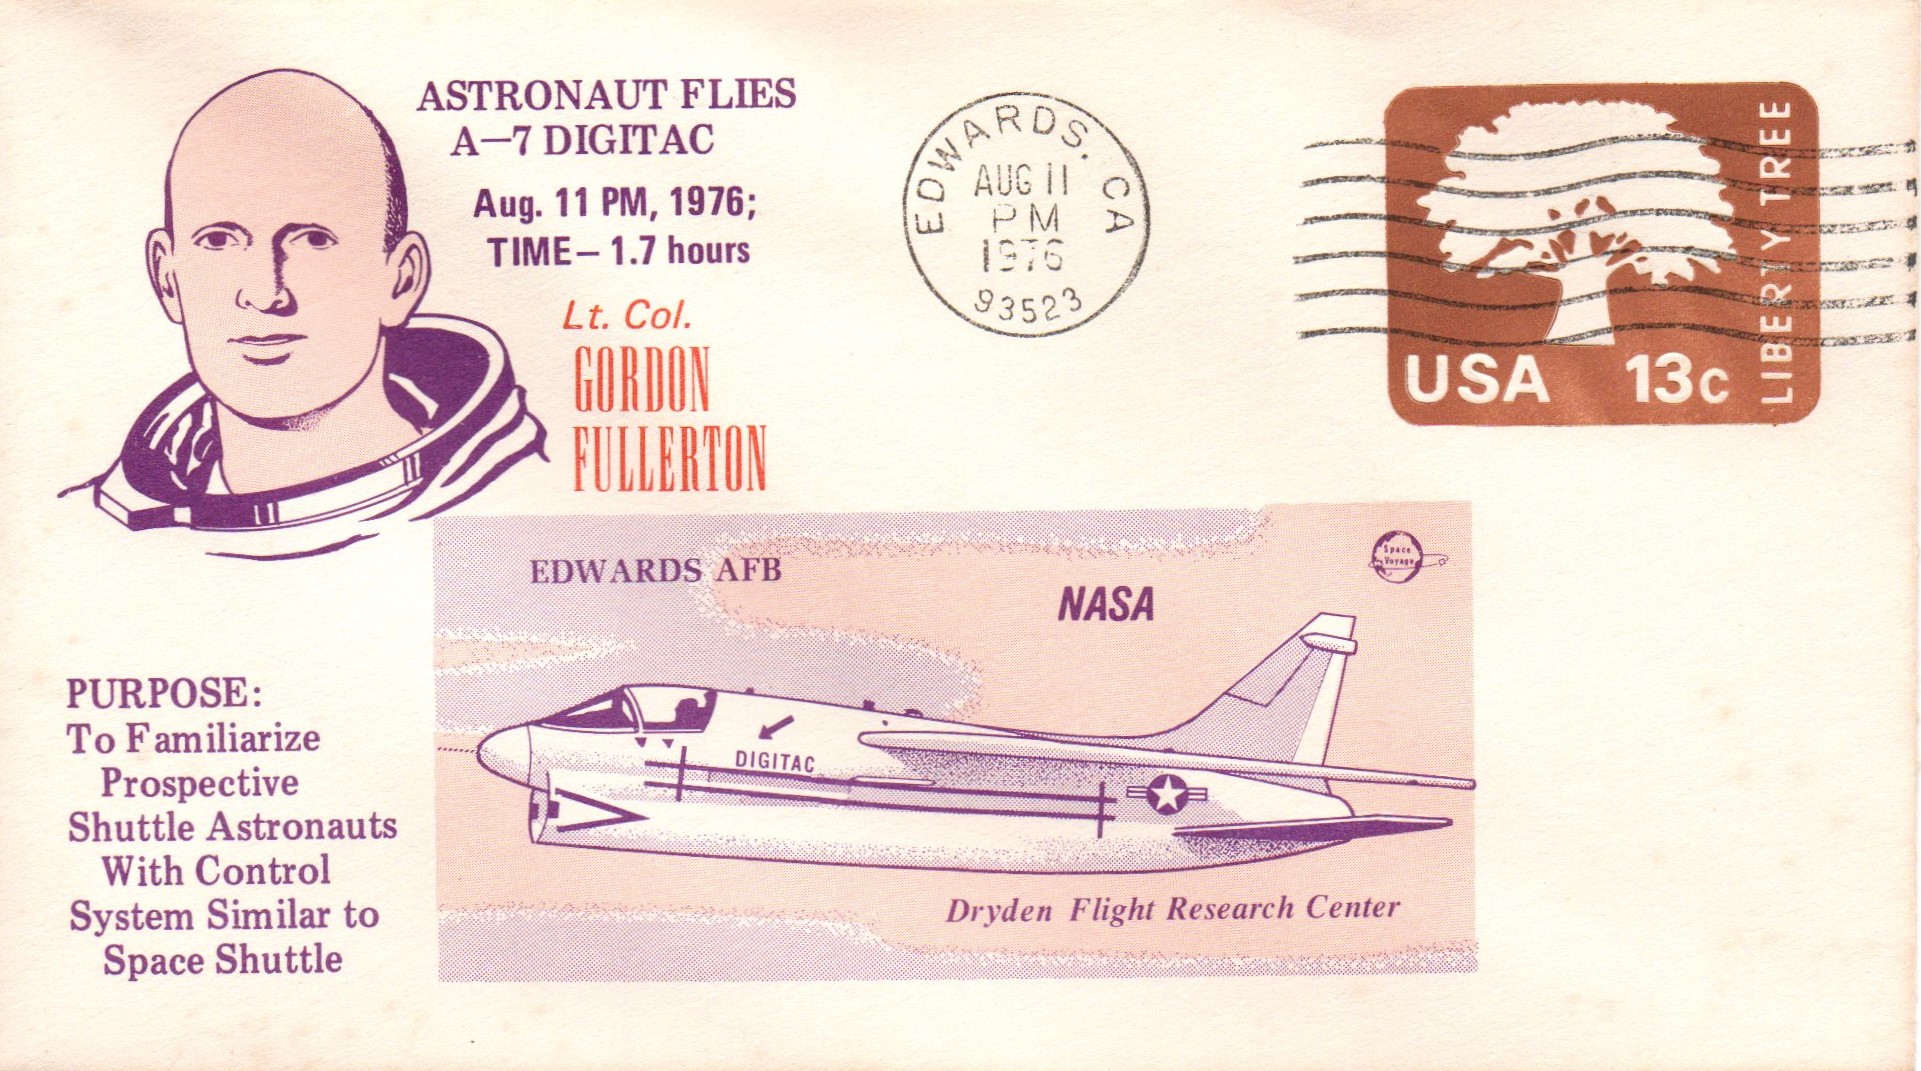 ASTRONAUT FLIES
A—7 DIGITAC
Aug. 11 PM, 1976;
TIME— 1.7 hours
Lt. Col.
GORDON
FULLERTON
EDWARDS, CA
AUG 11
PM
1976
93523
LIBERTY TREE
USA 13c
EDWARDS AFB
NASA
Space
Voyage
DIGITAC
Dryden Flight Research Center
PURPOSE:
To Familiarize
Prospective
Shuttle Astronauts
With Control
System Similar to
Space Shuttle